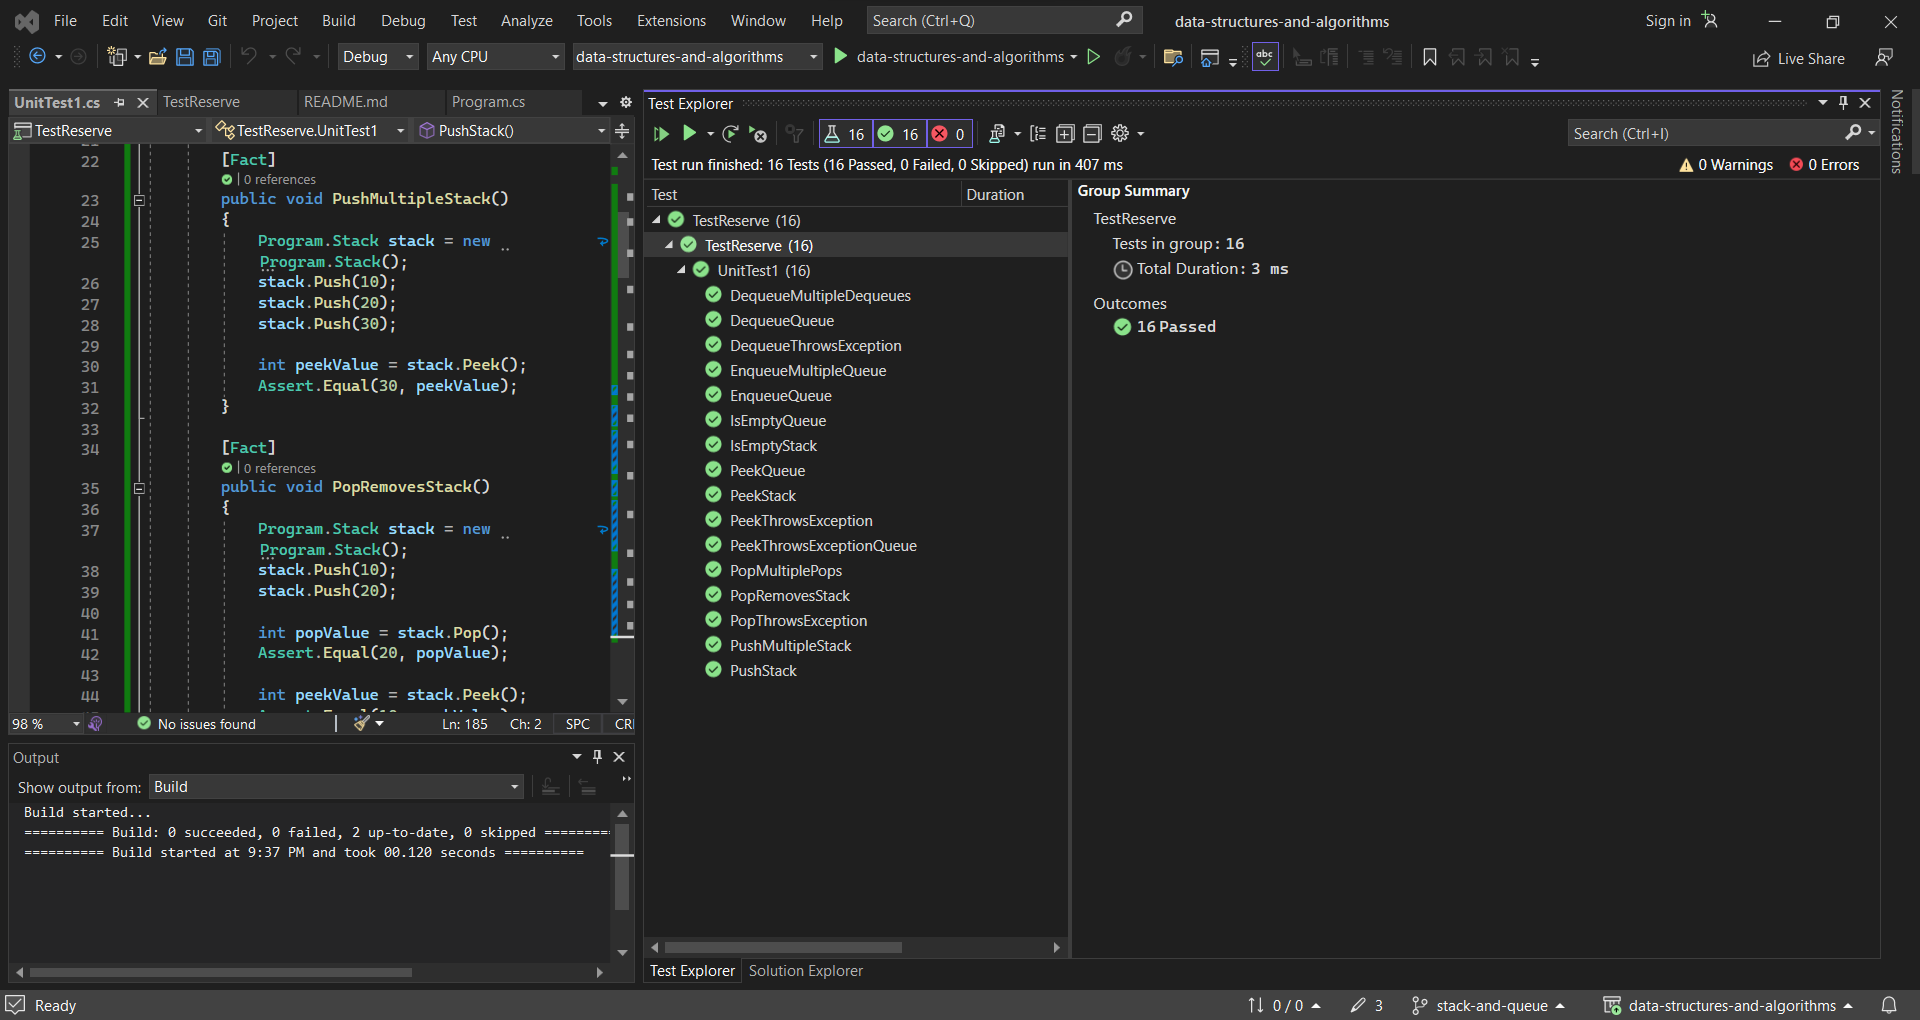 File Edit View Git Project Build Debug Test Analyze Tools Extensions Window Help Search (Ctrl+Q) data-structures-and-algorithms Sign in
Debug Any CPU data-structures-and-algorithms data-structures-and-algorithms abc Live Share
UnitTest1.cs TestReserve README.md Program.cs
TestReserve TestReserve.UnitTest1 PushStack()
22 [Fact]
0 references
23 public void PushMultipleStack()
24 {
25 Program.Stack stack = new
Program.Stack();
26 stack.Push(10);
27 stack.Push(20);
28 stack.Push(30);
29
30 int peekValue = stack.Peek();
31 Assert.Equal(30, peekValue);
32 }
33
34 [Fact]
0 references
35 public void PopRemovesStack()
36 {
37 Program.Stack stack = new
Program.Stack();
38 stack.Push(10);
39 stack.Push(20);
40
41 int popValue = stack.Pop();
42 Assert.Equal(20, popValue);
43
44 int peekValue = stack.Peek();
98 % No issues found Ln: 185 Ch: 2 SPC CR
Output
Show output from: Build
Build started...
========== Build: 0 succeeded, 0 failed, 2 up-to-date, 0 skipped ========
========== Build started at 9:37 PM and took 00.120 seconds ==========
Test Explorer
16 16 0 Search (Ctrl+I)
Test run finished: 16 Tests (16 Passed, 0 Failed, 0 Skipped) run in 407 ms 0 Warnings 0 Errors
Test Duration
TestReserve (16)
TestReserve (16)
UnitTest1 (16)
DequeueMultipleDequeues
DequeueQueue
DequeueThrowsException
EnqueueMultipleQueue
EnqueueQueue
IsEmptyQueue
IsEmptyStack
PeekQueue
PeekStack
PeekThrowsException
PeekThrowsExceptionQueue
PopMultiplePops
PopRemovesStack
PopThrowsException
PushMultipleStack
PushStack
Group Summary
TestReserve
Tests in group: 16
Total Duration: 3 ms
Outcomes
16 Passed
Notifications
Test Explorer Solution Explorer
Ready 0 / 0 3 stack-and-queue data-structures-and-algorithms